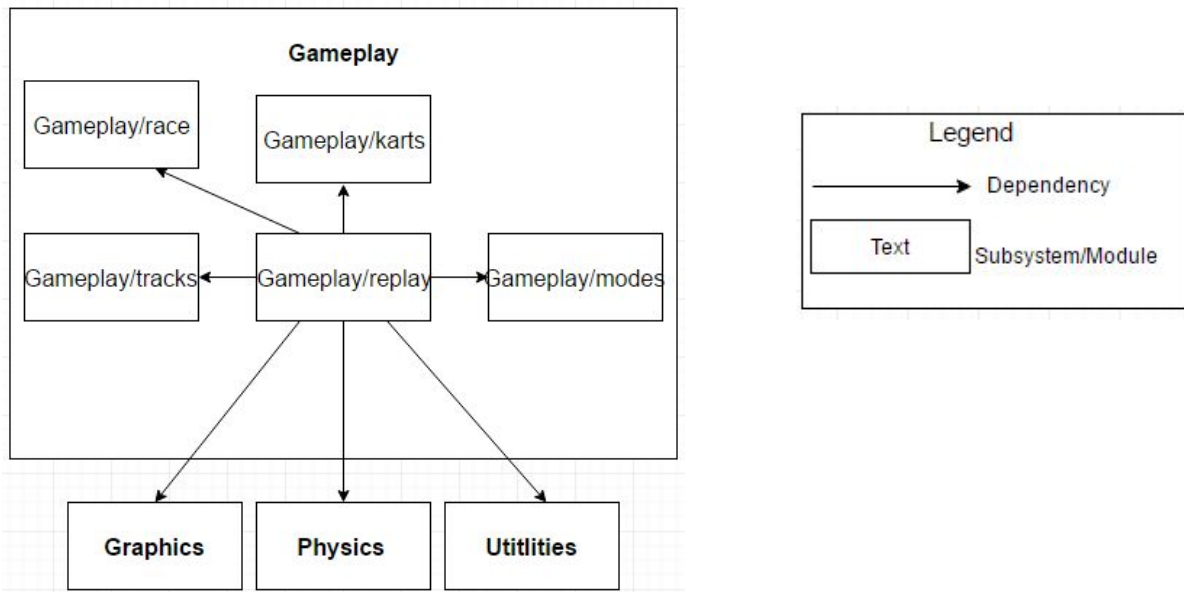 Gameplay
Gameplay/race
Gameplay/karts
Gameplay/tracks
Gameplay/replay
Gameplay/modes
Graphics
Physics
Utitlities
Legend
Dependency
Text
Subsystem/Module